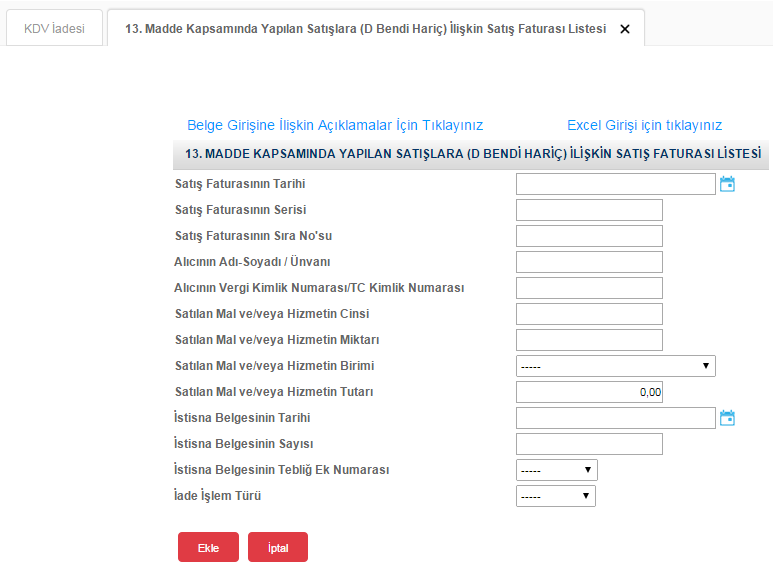 KDV İadesi
13. Madde Kapsamında Yapılan Satışlara (D Bendi Hariç) İlişkin Satış Faturası Listesi
Belge Girişine İlişkin Açıklamalar İçin Tıklayınız
Excel Girişi için tıklayınız
13. MADDE KAPSAMINDA YAPILAN SATIŞLARA (D BENDİ HARİÇ) İLİŞKİN SATIŞ FATURASI LİSTESİ
Satış Faturasının Tarihi
Satış Faturasının Serisi
Satış Faturasının Sıra No'su
Alıcının Adı-Soyadı / Ünvanı
Alıcının Vergi Kimlik Numarası/TC Kimlik Numarası
Satılan Mal ve/veya Hizmetin Cinsi
Satılan Mal ve/veya Hizmetin Miktarı
Satılan Mal ve/veya Hizmetin Birimi -----
Satılan Mal ve/veya Hizmetin Tutarı 0,00
İstisna Belgesinin Tarihi
İstisna Belgesinin Sayısı
İstisna Belgesinin Tebliğ Ek Numarası -----
İade İşlem Türü -----
Ekle İptal